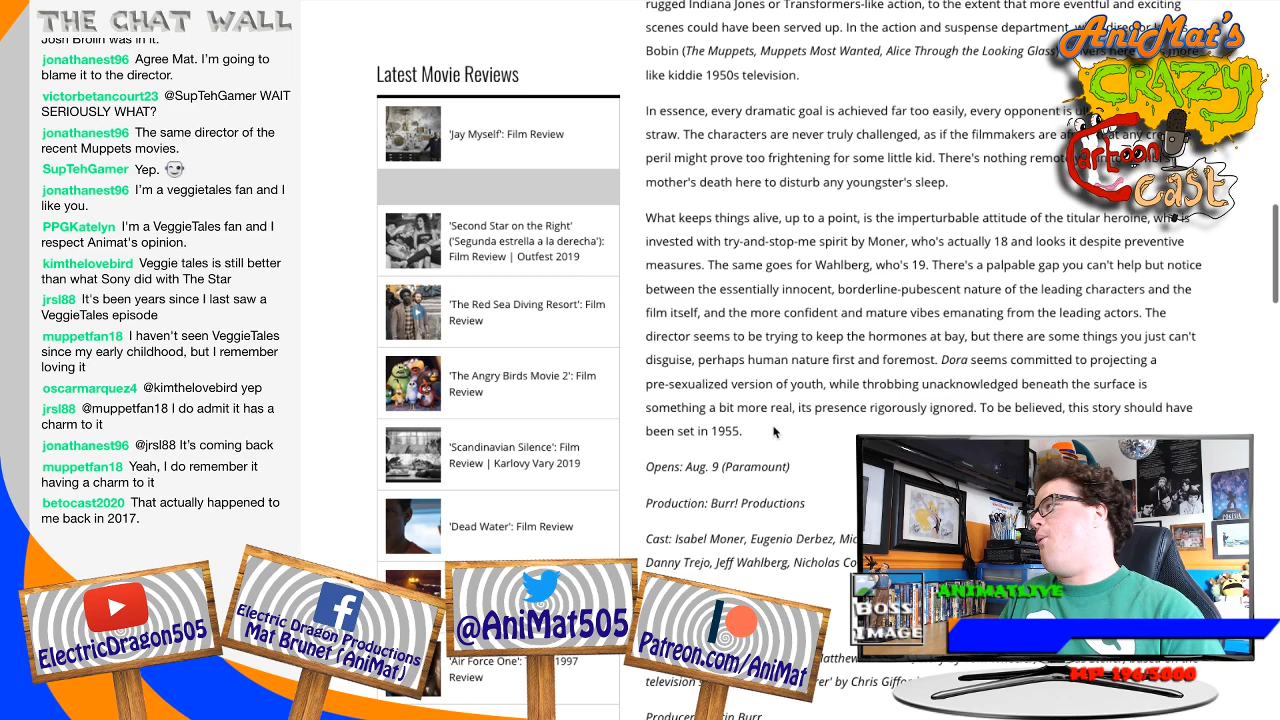 THE CHAT WALL
Josh Brolin was in it.
jonathanest96 Agree Mat. I'm going to
blame it to the director.
victorbetancourt23 @SupTehGamer WAIT
SERIOUSLY WHAT?
jonathanest96 The same director of the
recent Muppets movies.
SupTehGamer Yep.
jonathanest96 I'm a veggietales fan and I
like you.
PPGKatelyn I'm a VeggieTales fan and I
respect Animat's opinion.
kimthelovebird Veggie tales is still better
than what Sony did with The Star
jrsl88 It's been years since I last saw a
VeggieTales episode
muppetfan18 I haven't seen VeggieTales
since my early childhood, but I remember
loving it
oscarmarquez4 @kimthelovebird yep
jrsl88 @muppetfan18 I do admit it has a
charm to it
jonathanest96 @jrsl88 It's coming back
muppetfan18 Yeah, I do remember it
having a charm to it
betocast2020 That actually happened to
me back in 2017.
Latest Movie Reviews
'Jay Myself': Film Review
'Second Star on the Right'
('Segunda estrella a la derecha'):
Film Review | Outfest 2019
'The Red Sea Diving Resort': Film
Review
'The Angry Birds Movie 2': Film
Review
'Scandinavian Silence': Film
Review | Karlovy Vary 2019
'Dead Water': Film Review
'Air Force One': 1997
Review
rugged Indiana Jones or Transformers-like action, to the extent that more eventful and exciting
scenes could have been served up. In the action and suspense department,
Bobin (The Muppets, Muppets Most Wanted, Alice Through the Looking Glass) more
like kiddie 1950s television.
In essence, every dramatic goal is achieved far too easily, every opponent is
straw. The characters are never truly challenged, as if the filmmakers are that any
peril might prove too frightening for some little kid. There's nothing
mother's death here to disturb any youngster's sleep.
What keeps things alive, up to a point, is the imperturbable attitude of the titular heroine, who is
invested with try-and-stop-me spirit by Moner, who's actually 18 and looks it despite preventive
measures. The same goes for Wahlberg, who's 19. There's a palpable gap you can't help but notice
between the essentially innocent, borderline-pubescent nature of the leading characters and the
film itself, and the more confident and mature vibes emanating from the leading actors. The
director seems to be trying to keep the hormones at bay, but there are some things you just can't
disguise, perhaps human nature first and foremost. Dora seems committed to projecting a
pre-sexualized version of youth, while throbbing unacknowledged beneath the surface is
something a bit more real, its presence rigorously ignored. To be believed, this story should have
been set in 1955.
Opens: Aug. 9 (Paramount)
Production: Burr! Productions
Cast: Isabel Moner, Eugenio Derbez,
Danny Trejo, Jeff Wahlberg, Nicholas
based on the
television by Chris
AniMat's
CRAZY
Cartoon
Cast
ANIMATLIVE
BOSS
IMAGE
HP 196/5000
ElectricDragon505
Electric Dragon Productions
Mat Brunet (AniMat)
@AniMat505
Patreon.com/AniMat